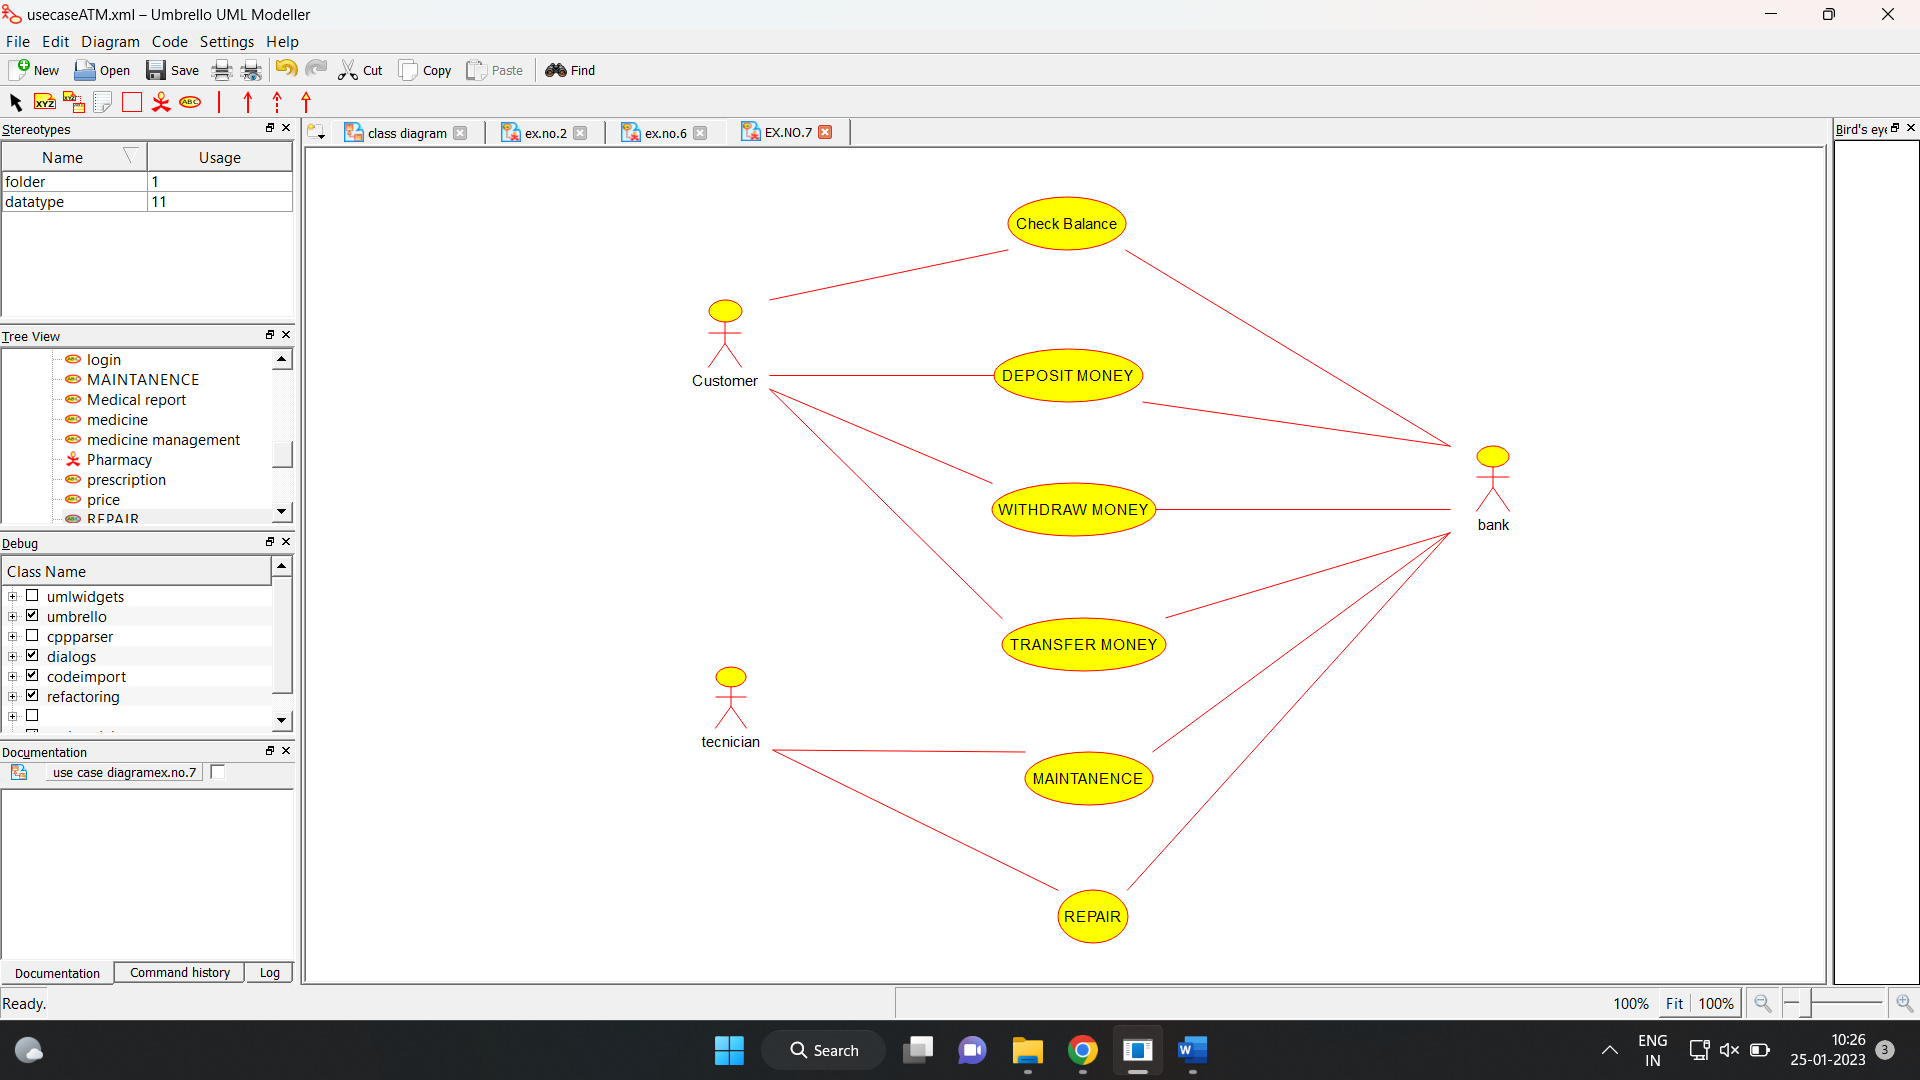 usecaseATM.xml – Umbrello UML Modeller
File Edit Diagram Code Settings Help
New Open Save Cut Copy Paste Find
XYZ XYZ ABC
Stereotypes
Name Usage
folder 1
datatype 11
Tree View
login
MAINTANENCE
Medical report
medicine
medicine management
Pharmacy
prescription
price
REPAIR
Debug
Class Name
umlwidgets
umbrello
cppparser
dialogs
codeimport
refactoring
Documentation
use case diagramex.no.7
Documentation Command history Log
Ready.
class diagram ex.no.2 ex.no.6 EX.NO.7
Check Balance
Customer
DEPOSIT MONEY
WITHDRAW MONEY
bank
TRANSFER MONEY
tecnician
MAINTANENCE
REPAIR
Bird's eye
100% Fit 100%
Search
ENG
IN
10:26
25-01-2023
3